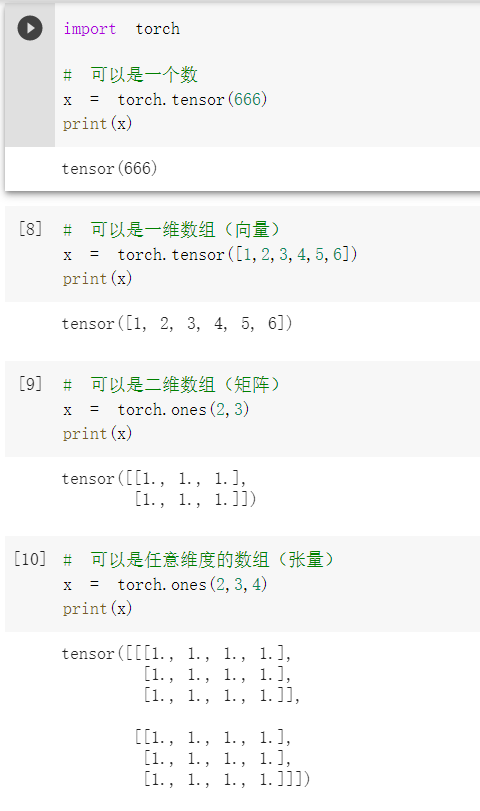 import torch
# 可以是一个数
x = torch.tensor(666)
print(x)
tensor(666)
[8] # 可以是一维数组（向量）
x = torch.tensor([1,2,3,4,5,6])
print(x)
tensor([1, 2, 3, 4, 5, 6])
[9] # 可以是二维数组（矩阵）
x = torch.ones(2,3)
print(x)
tensor([[1., 1., 1.],
[1., 1., 1.]])
[10] # 可以是任意维度的数组（张量）
x = torch.ones(2,3,4)
print(x)
tensor([[[1., 1., 1., 1.],
[1., 1., 1., 1.],
[1., 1., 1., 1.]],
[[1., 1., 1., 1.],
[1., 1., 1., 1.],
[1., 1., 1., 1.]]])